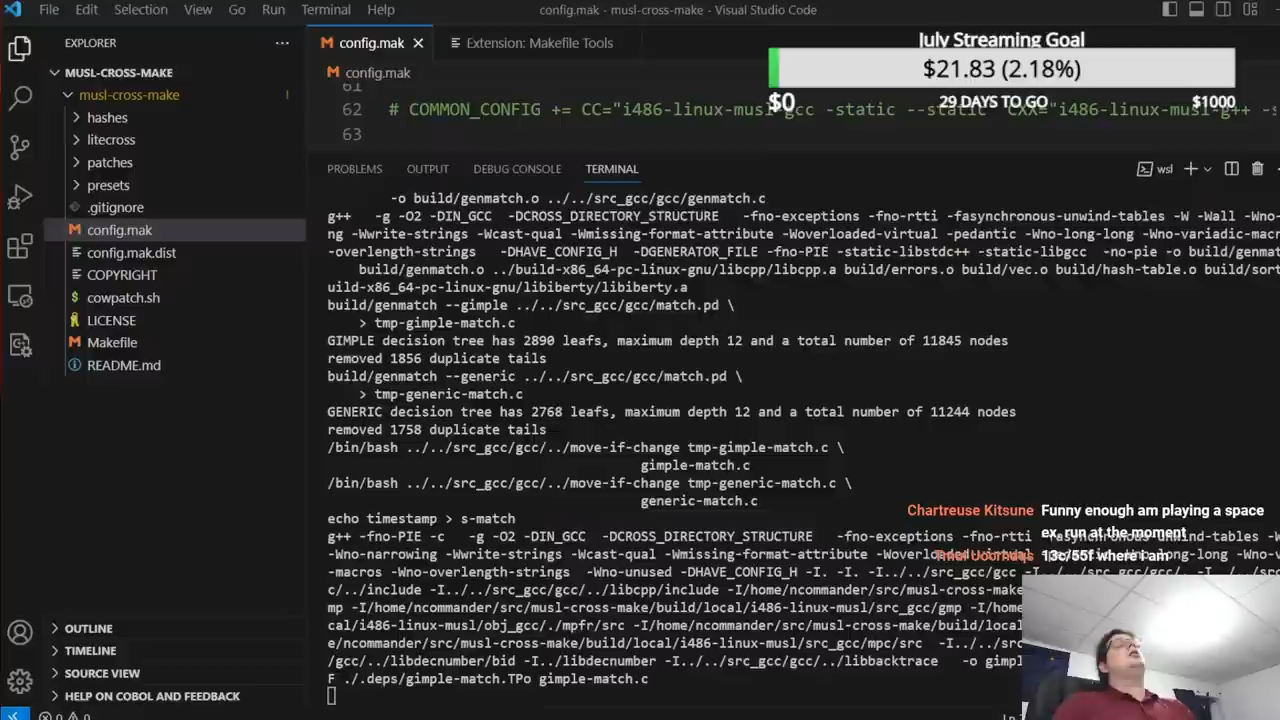 File Edit Selection View Go Run Terminal Help
config.mak - musl-cross-make - Visual Studio Code
EXPLORER
MUSL-CROSS-MAKE
musl-cross-make
!
hashes
litecross
patches
presets
.gitignore
config.mak
config.mak.dist
COPYRIGHT
cowpatch.sh
LICENSE
Makefile
README.md
OUTLINE
TIMELINE
SOURCE VIEW
HELP ON COBOL AND FEEDBACK
config.mak
Extension: Makefile Tools
config.mak
July Streaming Goal
$21.83 (2.18%)
$0
29 DAYS TO GO
$1000
61
62 # COMMON_CONFIG += CC="i486-linux-musl-gcc -static --static" CXX="i486-linux-musl-g++ -s
63
PROBLEMS OUTPUT DEBUG CONSOLE TERMINAL
wsl
-o build/genmatch.o ../../src_gcc/gcc/genmatch.c
g++ -g -O2 -DIN_GCC -DCROSS_DIRECTORY_STRUCTURE -fno-exceptions -fno-rtti -fasynchronous-unwind-tables -W -Wall -Wno-
ng -Wwrite-strings -Wcast-qual -Wmissing-format-attribute -Woverloaded-virtual -pedantic -Wno-long-long -Wno-variadic-macr
-overlength-strings -DHAVE_CONFIG_H -DGENERATOR_FILE -fno-PIE -static-libstdc++ -static-libgcc -no-pie -o build/genmat
build/genmatch.o ../build-x86_64-pc-linux-gnu/libcpp/libcpp.a build/errors.o build/vec.o build/hash-table.o build/sort
uild-x86_64-pc-linux-gnu/libiberty/libiberty.a
build/genmatch --gimple ../../src_gcc/gcc/match.pd \
> tmp-gimple-match.c
GIMPLE decision tree has 2890 leafs, maximum depth 12 and a total number of 11845 nodes
removed 1856 duplicate tails
build/genmatch --generic ../../src_gcc/gcc/match.pd \
> tmp-generic-match.c
GENERIC decision tree has 2768 leafs, maximum depth 12 and a total number of 11244 nodes
removed 1758 duplicate tails
/bin/bash ../../src_gcc/gcc/../move-if-change tmp-gimple-match.c \
gimple-match.c
/bin/bash ../../src_gcc/gcc/../move-if-change tmp-generic-match.c \
generic-match.c
echo timestamp > s-match
g++ -fno-PIE -c -g -O2 -DIN_GCC -DCROSS_DIRECTORY_STRUCTURE -fno-exceptions -fno-rtti
-Wno-narrowing -Wwrite-strings -Wcast-qual -Wmissing-format-attribute
-macros -Wno-overlength-strings -Wno-unused -DHAVE_CONFIG_H -I. -I. -I../../src_gcc/gcc
c/../include -I../../src_gcc/gcc/../libcpp/include -I/home/ncommander/src/musl-cross-make/build/local/
mp -I/home/ncommander/src/musl-cross-make/build/local/i486-linux-musl/src_gcc/gmp -I/home
cal/i486-linux-musl/obj_gcc/./mpfr/src -I/home/ncommander/src/musl-cross-make/build/loca
e/ncommander/src/musl-cross-make/build/local/i486-linux-musl/src_gcc/mpc/src -I../../src
/gcc/../libdecnumber/bid -I../libdecnumber -I../../src_gcc/gcc/../libbacktrace -o gimpl
F ./.deps/gimple-match.TPo gimple-match.c
Chartreuse Kitsune Funny enough am playing a space
ex. run at the moment
13c/55f where i am
0 0